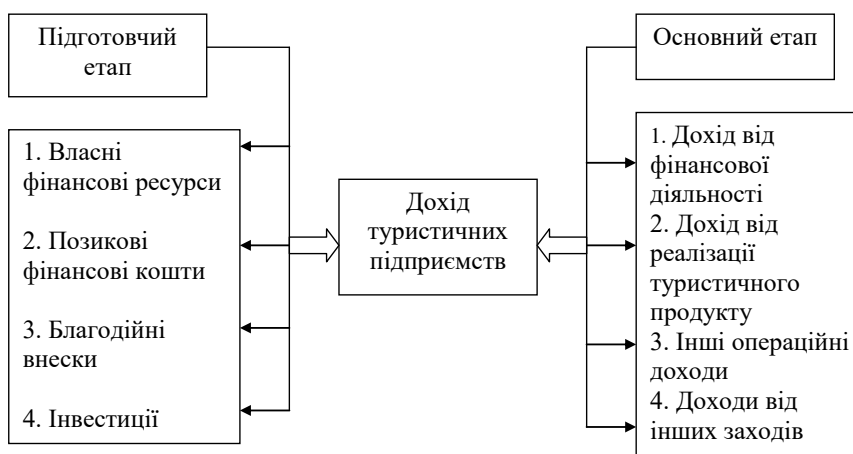 Підготовчий
етап
Основний етап
1. Власні
фінансові ресурси
2. Позикові
фінансові кошти
3. Благодійні
внески
4. Інвестиції
Дохід
туристичних
підприємств
1. Дохід від
фінансової
діяльності
2. Дохід від
реалізації
туристичного
продукту
3. Інші операційні
доходи
4. Доходи від
інших заходів